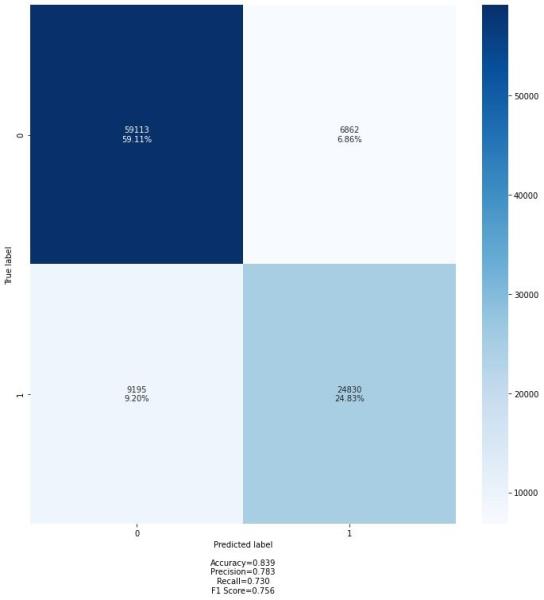 59113
59.11%
6862
6.86%
9195
9.20%
24830
24.83%
0
1
True label
0
1
Predicted label
Accuracy=0.839
Precision=0.783
Recall=0.730
F1 Score=0.756
50000
40000
30000
20000
10000